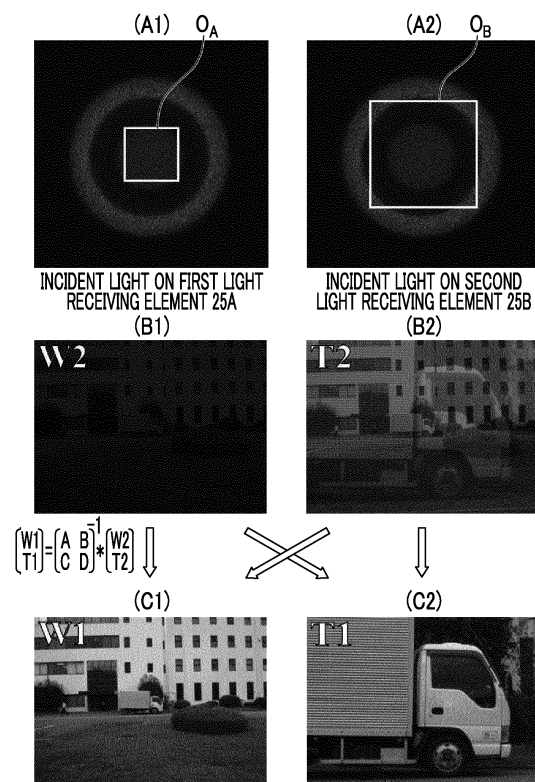 (A1) O_A
(A2) O_B
INCIDENT LIGHT ON FIRST LIGHT
RECEIVING ELEMENT 25A
INCIDENT LIGHT ON SECOND
LIGHT RECEIVING ELEMENT 25B
(B1)
(B2)
W2
T2
(W1 T1)=(A B C D)^-1*(W2 T2)
(C1)
(C2)
W1
T1